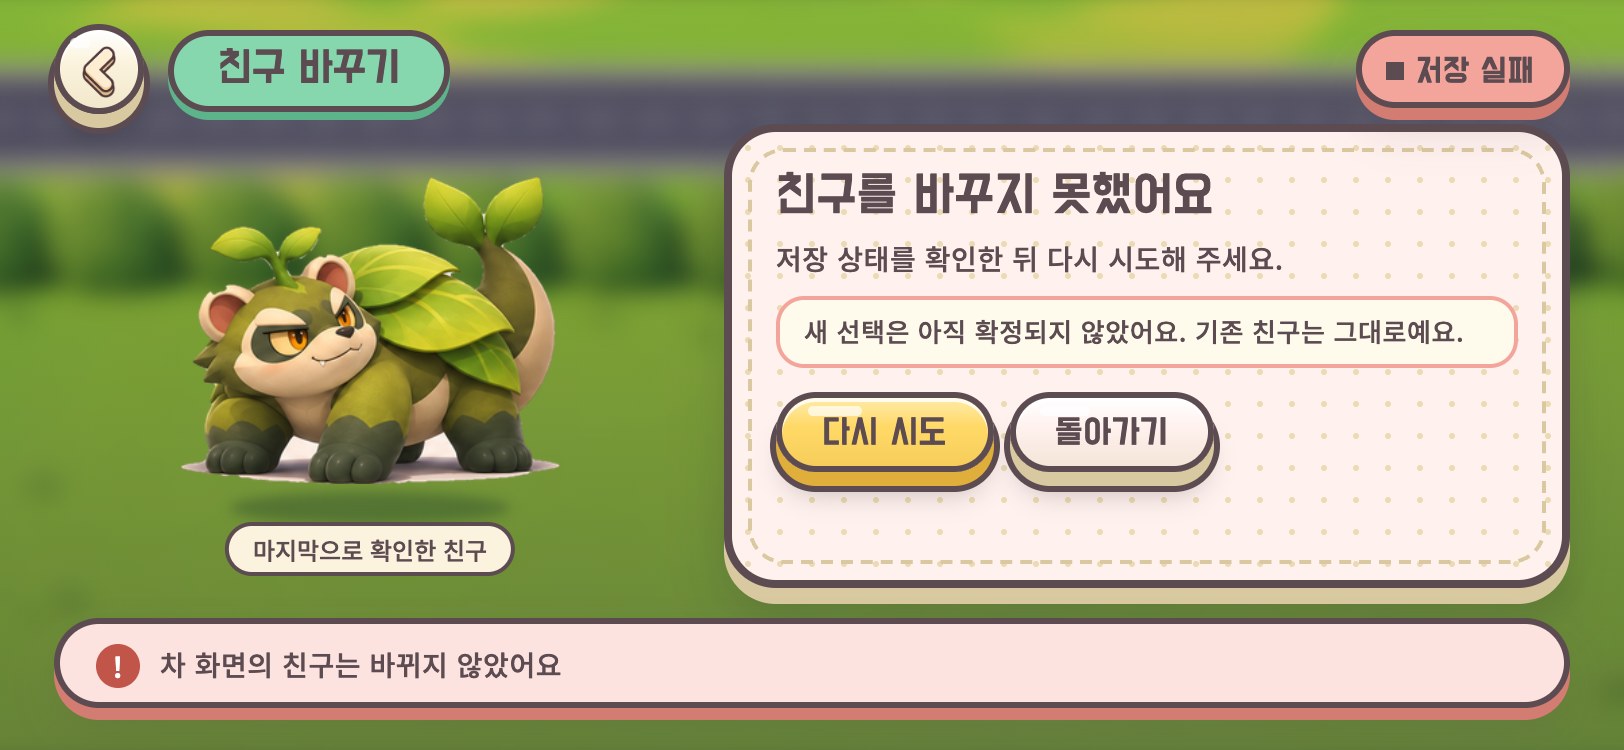 친구 바꾸기
저장 실패
친구를 바꾸지 못했어요
저장 상태를 확인한 뒤 다시 시도해 주세요.
새 선택은 아직 확정되지 않았어요. 기존 친구는 그대로예요.
다시 시도
돌아가기
마지막으로 확인한 친구
차 화면의 친구는 바뀌지 않았어요